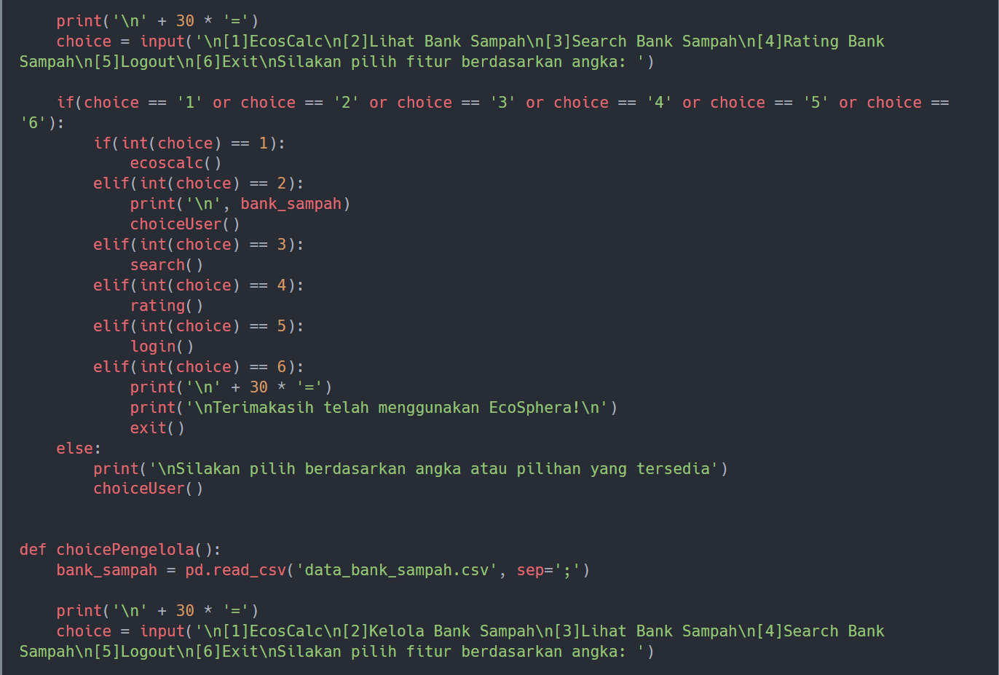 print('\n' + 30 * '=')
    choice = input('\n[1]EcosCalc\n[2]Lihat Bank Sampah\n[3]Search Bank Sampah\n[4]Rating Bank
Sampah\n[5]Logout\n[6]Exit\nSilakan pilih fitur berdasarkan angka: ')

    if(choice == '1' or choice == '2' or choice == '3' or choice == '4' or choice == '5' or choice ==
'6'):
        if(int(choice) == 1):
            ecoscalc()
        elif(int(choice) == 2):
            print('\n', bank_sampah)
            choiceUser()
        elif(int(choice) == 3):
            search()
        elif(int(choice) == 4):
            rating()
        elif(int(choice) == 5):
            login()
        elif(int(choice) == 6):
            print('\n' + 30 * '=')
            print('\nTerimakasih telah menggunakan EcoSphera!\n')
            exit()
    else:
        print('\nSilakan pilih berdasarkan angka atau pilihan yang tersedia')
        choiceUser()


def choicePengelola():
    bank_sampah = pd.read_csv('data_bank_sampah.csv', sep=';')

    print('\n' + 30 * '=')
    choice = input('\n[1]EcosCalc\n[2]Kelola Bank Sampah\n[3]Lihat Bank Sampah\n[4]Search Bank
Sampah\n[5]Logout\n[6]Exit\nSilakan pilih fitur berdasarkan angka: ')